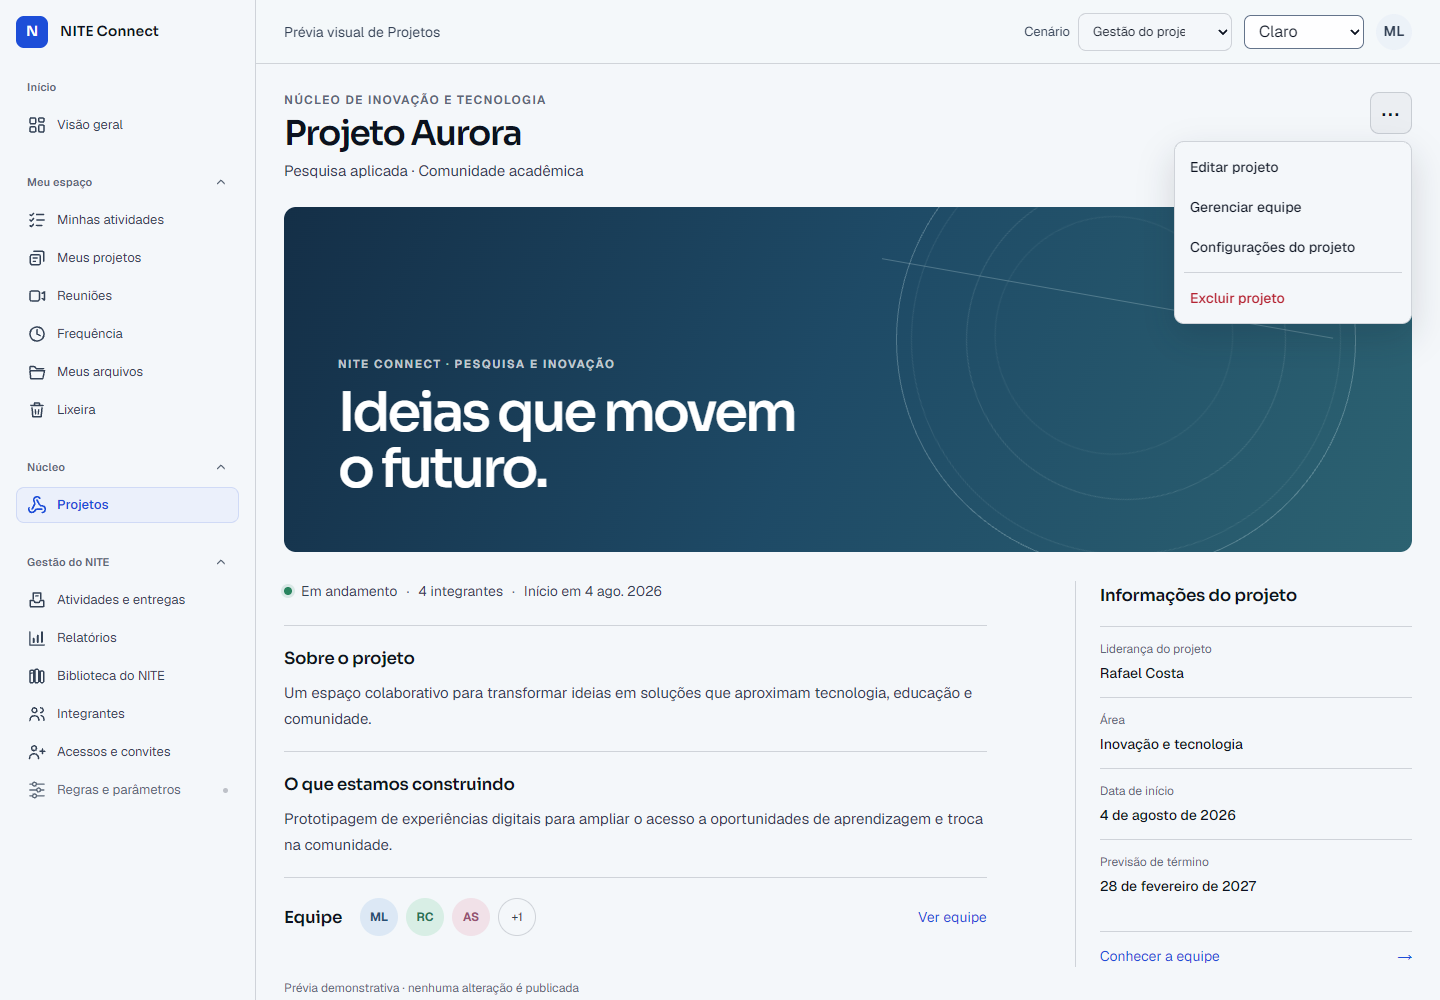 N NITE Connect
Início
Visão geral
Meu espaço
Minhas atividades
Meus projetos
Reuniões
Frequência
Meus arquivos
Lixeira
Núcleo
Projetos
Gestão do NITE
Atividades e entregas
Relatórios
Biblioteca do NITE
Integrantes
Acessos e convites
Regras e parâmetros
Prévia visual de Projetos
Cenário
Gestão do proje
Claro
ML
NÚCLEO DE INOVAÇÃO E TECNOLOGIA
Projeto Aurora
Pesquisa aplicada · Comunidade acadêmica
...
Editar projeto
Gerenciar equipe
Configurações do projeto
Excluir projeto
NITE CONNECT · PESQUISA E INOVAÇÃO
Ideias que movem
o futuro.
Em andamento · 4 integrantes · Início em 4 ago. 2026
Sobre o projeto
Um espaço colaborativo para transformar ideias em soluções que aproximam tecnologia, educação e
comunidade.
O que estamos construindo
Prototipagem de experiências digitais para ampliar o acesso a oportunidades de aprendizagem e troca
na comunidade.
Equipe
ML
RC
AS
+1
Ver equipe
Prévia demonstrativa · nenhuma alteração é publicada
Informações do projeto
Liderança do projeto
Rafael Costa
Área
Inovação e tecnologia
Data de início
4 de agosto de 2026
Previsão de término
28 de fevereiro de 2027
Conhecer a equipe →